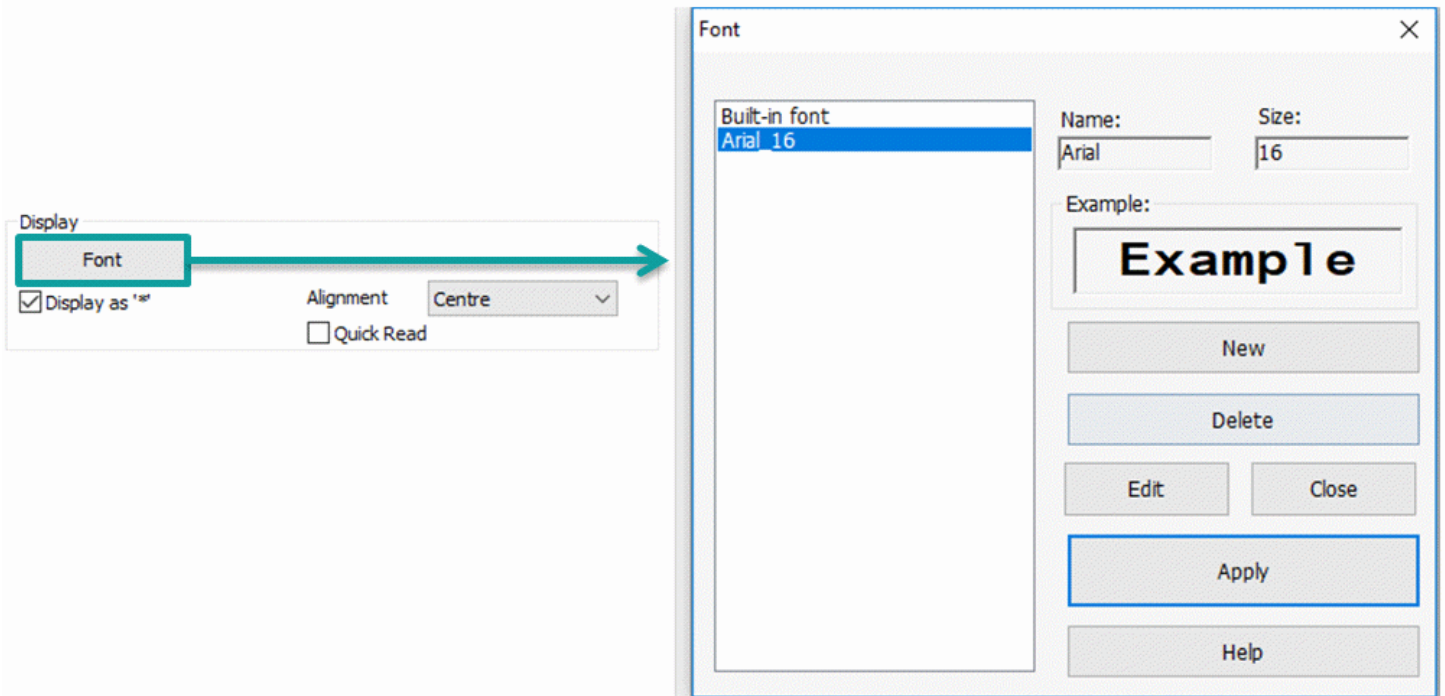 Display
Font
Display as '*'
Alignment
Centre
Quick Read
Font
Built-in font
Arial_16
Name:
Size:
Arial
16
Example:
Example
New
Delete
Edit
Close
Apply
Help